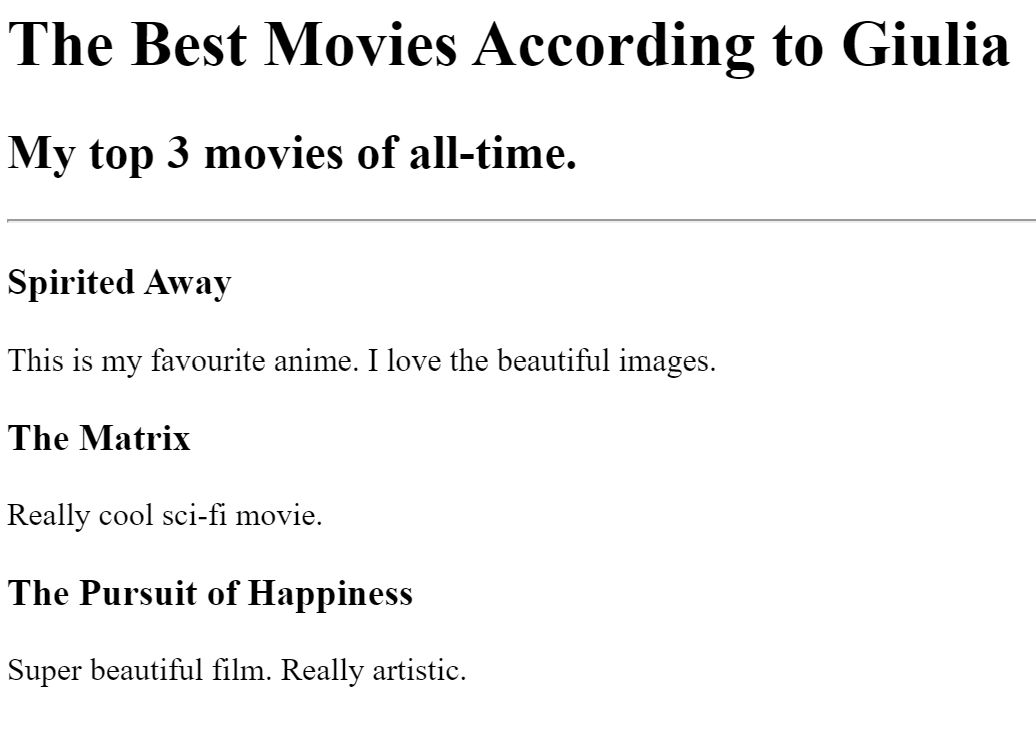 The Best Movies According to Giulia
My top 3 movies of all-time.
Spirited Away
This is my favourite anime. I love the beautiful images.
The Matrix
Really cool sci-fi movie.
The Pursuit of Happiness
Super beautiful film. Really artistic.